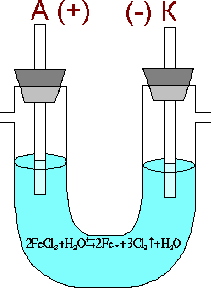 A (+) (-) K
2FeCl₃+H₂O⇆2Fe+3Cl₂↑+H₂O